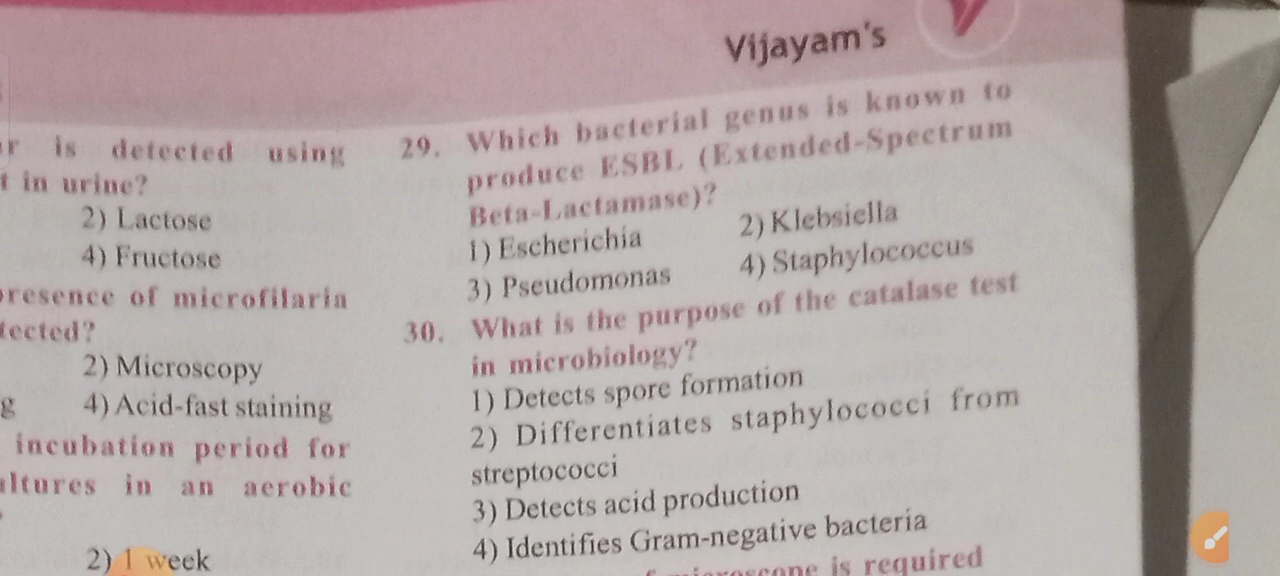 Vijayam's
r is detected using
t in urine?
2) Lactose
4) Fructose
resence of microfilaria
tected?
2) Microscopy
g 4) Acid-fast staining
incubation period for
ltures in an aerobic
2) 1 week
29. Which bacterial genus is known to
produce ESBL (Extended-Spectrum
Beta-Lactamase)?
1) Escherichia 2) Klebsiella
3) Pseudomonas 4) Staphylococcus
30. What is the purpose of the catalase test
in microbiology?
1) Detects spore formation
2) Differentiates staphylococci from
streptococci
3) Detects acid production
4) Identifies Gram-negative bacteria
is required